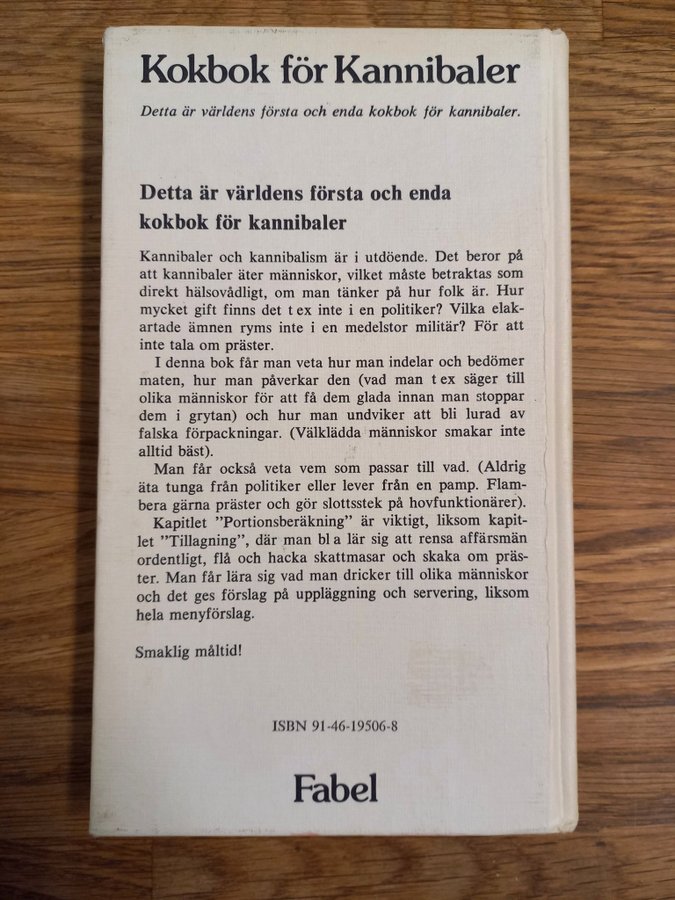 Kokbok för Kannibaler
Detta är världens första och enda kokbok för kannibaler.
Detta är världens första och enda
kokbok för kannibaler
Kannibaler och kannibalism är i utdöende. Det beror på
att kannibaler äter människor, vilket måste betraktas som
direkt hälsovådligt, om man tänker på hur folk är. Hur
mycket gift finns det t ex inte i en politiker? Vilka elak-
artade ämnen ryms inte i en medelstor militär? För att
inte tala om präster.
I denna bok får man veta hur man indelar och bedömer
maten, hur man påverkar den (vad man t ex säger till
olika människor för att få dem glada innan man stoppar
dem i grytan) och hur man undviker att bli lurad av
falska förpackningar. (Välklädda människor smakar inte
alltid bäst).
Man får också veta vem som passar till vad. (Aldrig
äta tunga från politiker eller lever från en pamp. Flam-
bera gärna präster och gör slottsstek på hovfunktionärer).
Kapitlet ”Portionsberäkning” är viktigt, liksom kapit-
let ”Tillagning”, där man bl a lär sig att rensa affärsmän
ordentligt, flå och hacka skattmasar och skaka om präs-
ter. Man får lära sig vad man dricker till olika människor
och det ges förslag på uppläggning och servering, liksom
hela menyförslag.
Smaklig måltid!
ISBN 91-46-19506-8
Fabel